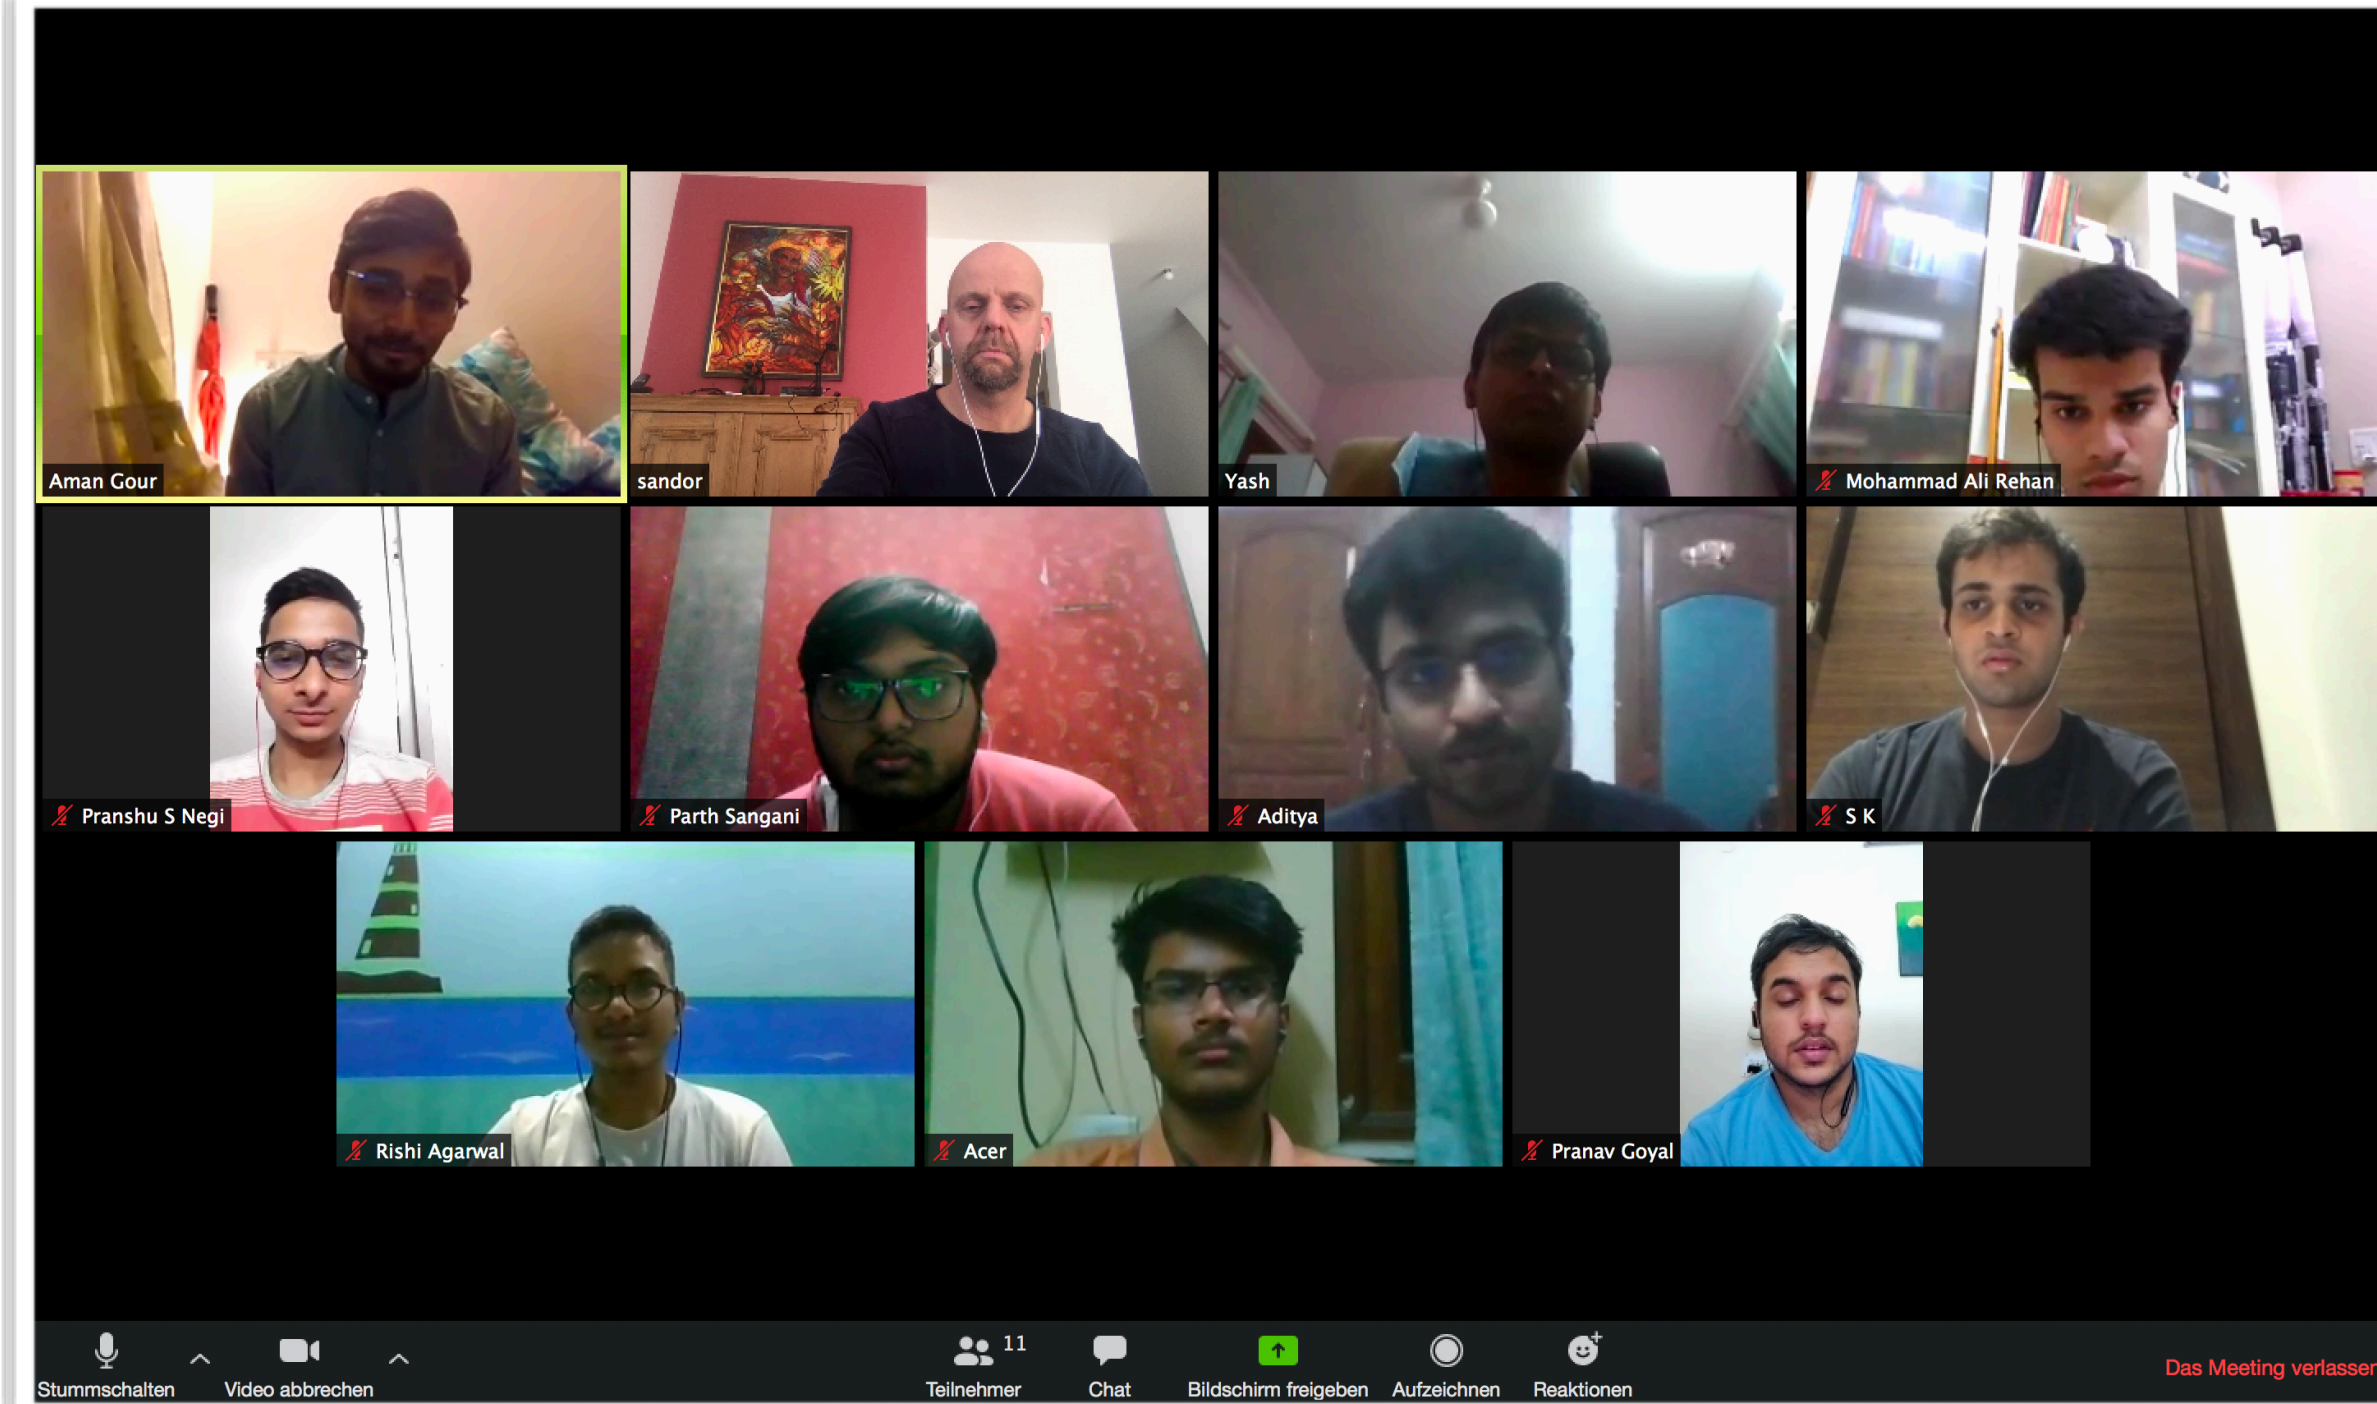 Aman Gour
sandor
Yash
Mohammad Ali Rehan
Pranshu S Negi
Parth Sangani
Aditya
S K
Rishi Agarwal
Acer
Pranav Goyal
11
Stummschalten
Video abbrechen
Teilnehmer
Chat
Bildschirm freigeben
Aufzeichnen
Reaktionen
Das Meeting verlassen